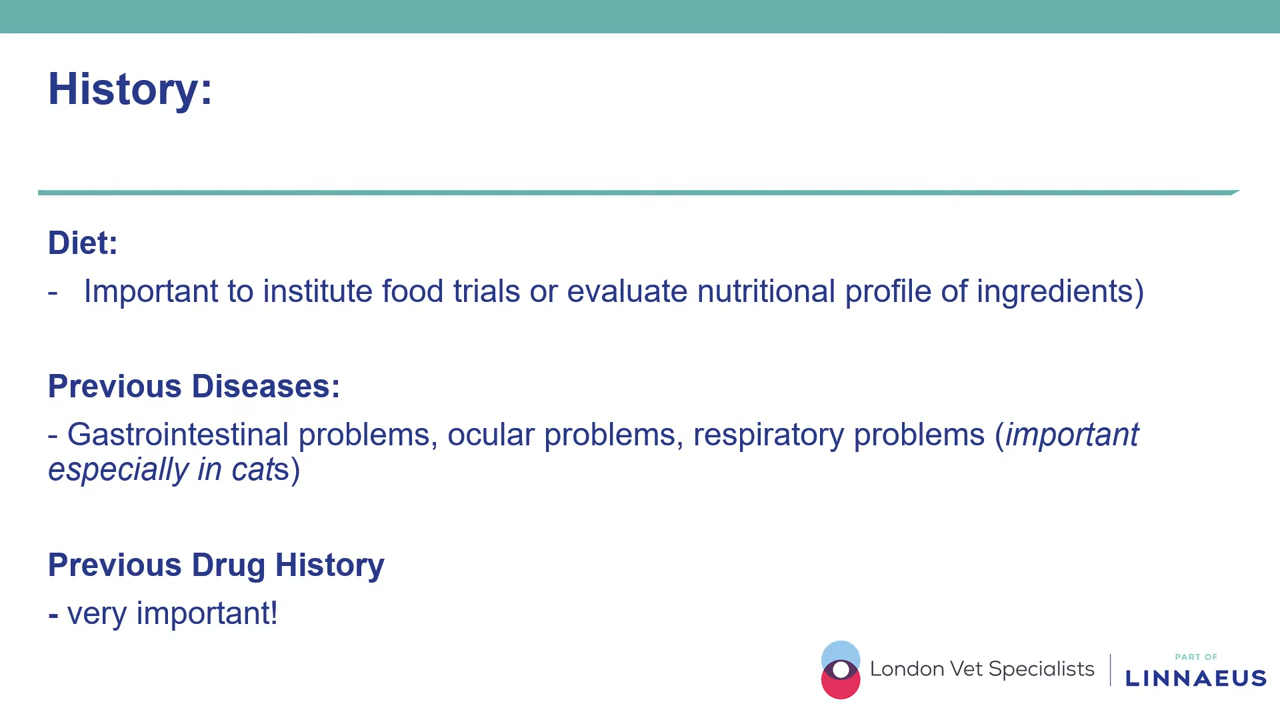 History:
Diet:
- Important to institute food trials or evaluate nutritional profile of ingredients)
Previous Diseases:
- Gastrointestinal problems, ocular problems, respiratory problems (important
especially in cats)
Previous Drug History
- very important!
London Vet Specialists
PART OF
LINNAEUS